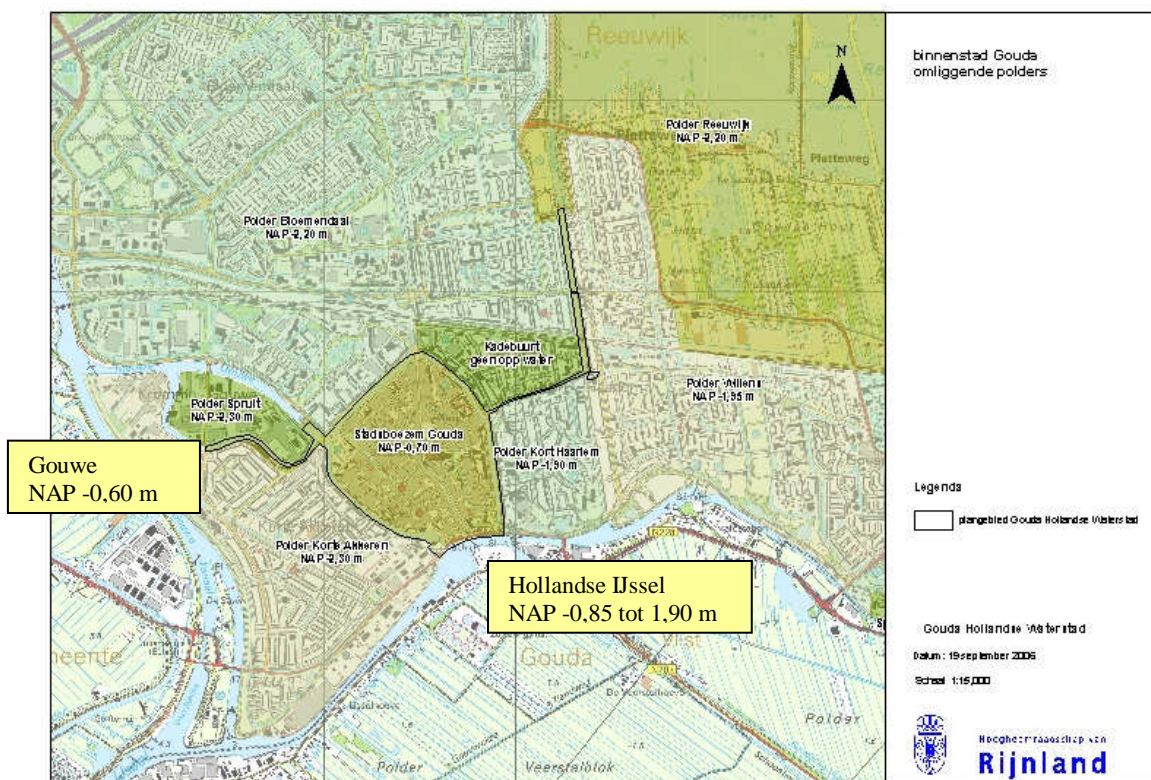 Reeuwijk
N
binnenstad Gouda
omliggende polders
Polder Reeuwijk
NAP -2,20 m
Platteweg
Polder Bloemendaal
NAP -2,20 m
Kadebuurt
geen opp water
Polder Willens
NAP -1,95 m
Polder Spruit
NAP -2,30 m
Stadsboezem Gouda
NAP -0,70 m
Polder Kort Haarlem
NAP -1,90 m
Gouwe
NAP -0,60 m
Legenda
plangebied Gouda Hollandse Waterstad
Polder Korte Akkeren
NAP -2,30 m
Hollandse IJssel
NAP -0,85 tot 1,90 m
Gouda Hollandse Waterstad
Datum: 19 september 2006
Schaal 1:15,000
Gouda
Vlist
Polder
Polder
Veerstalblok
Hoogheemraadschap van
Rijnland